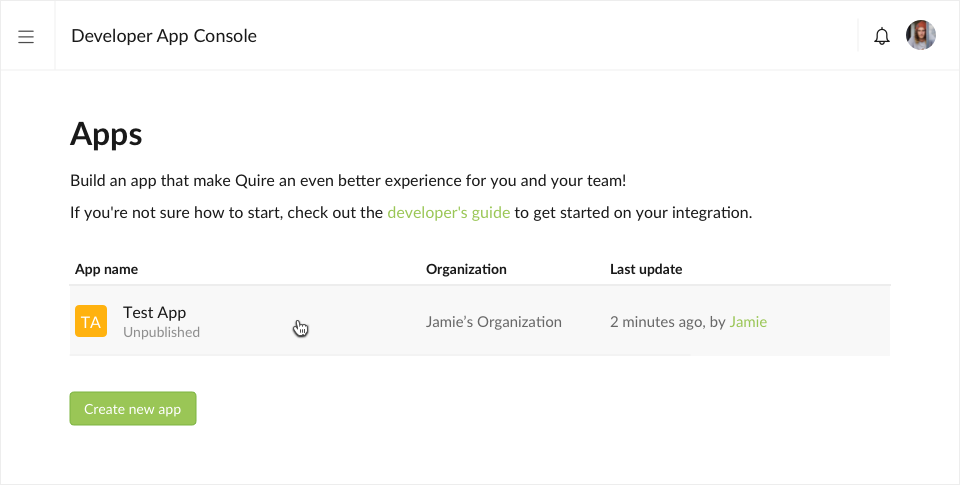 Developer App Console
Apps
Build an app that make Quire an even better experience for you and your team!
If you're not sure how to start, check out the developer's guide to get started on your integration.
App name Organization Last update
TA Test App Jamie’s Organization 2 minutes ago, by Jamie
Unpublished
Create new app